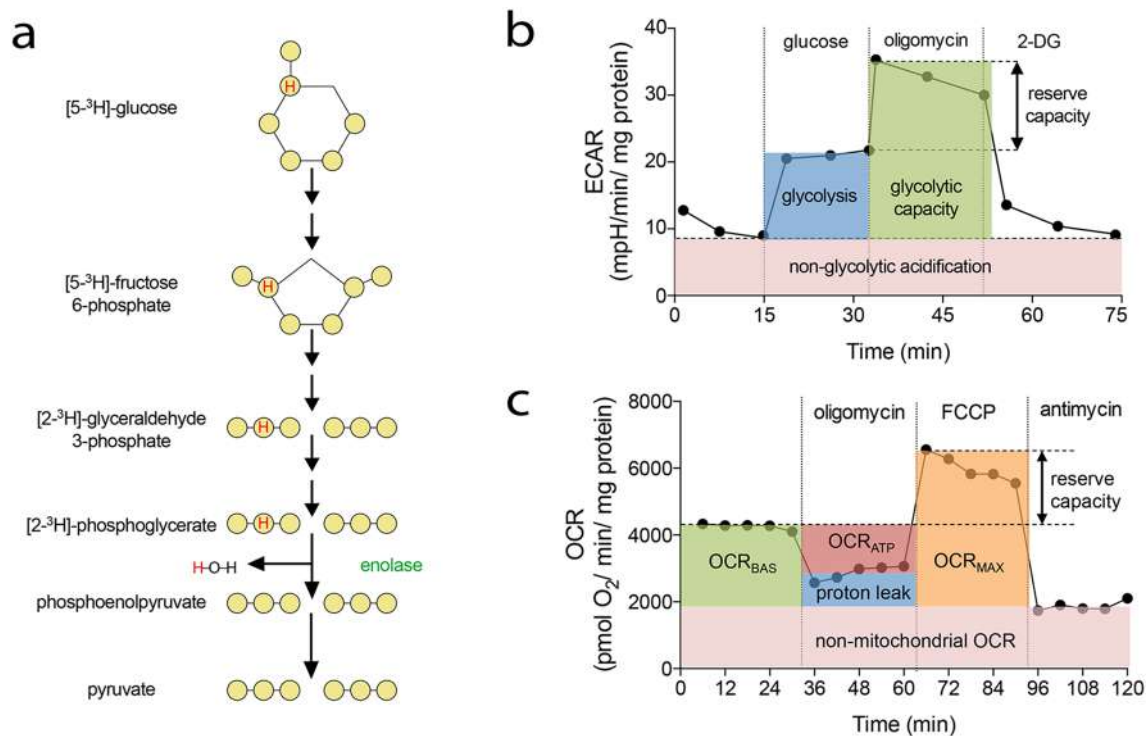 a
[5-³H]-glucose
H
[5-³H]-fructose
6-phosphate
H
[2-³H]-glyceraldehyde
3-phosphate
H
[2-³H]-phosphoglycerate
H
H-O-H
enolase
phosphoenolpyruvate
pyruvate
b
glucose
oligomycin
2-DG
ECAR
(mpH/min/ mg protein)
40
30
20
10
0
reserve
capacity
glycolysis
glycolytic
capacity
non-glycolytic acidification
0
15
30
45
60
75
Time (min)
c
oligomycin
FCCP
antimycin
OCR
(pmol O₂/ min/ mg protein)
8000
6000
4000
2000
0
reserve
capacity
OCR_BAS
OCR_ATP
proton leak
OCR_MAX
non-mitochondrial OCR
0
12
24
36
48
60
72
84
96
108
120
Time (min)